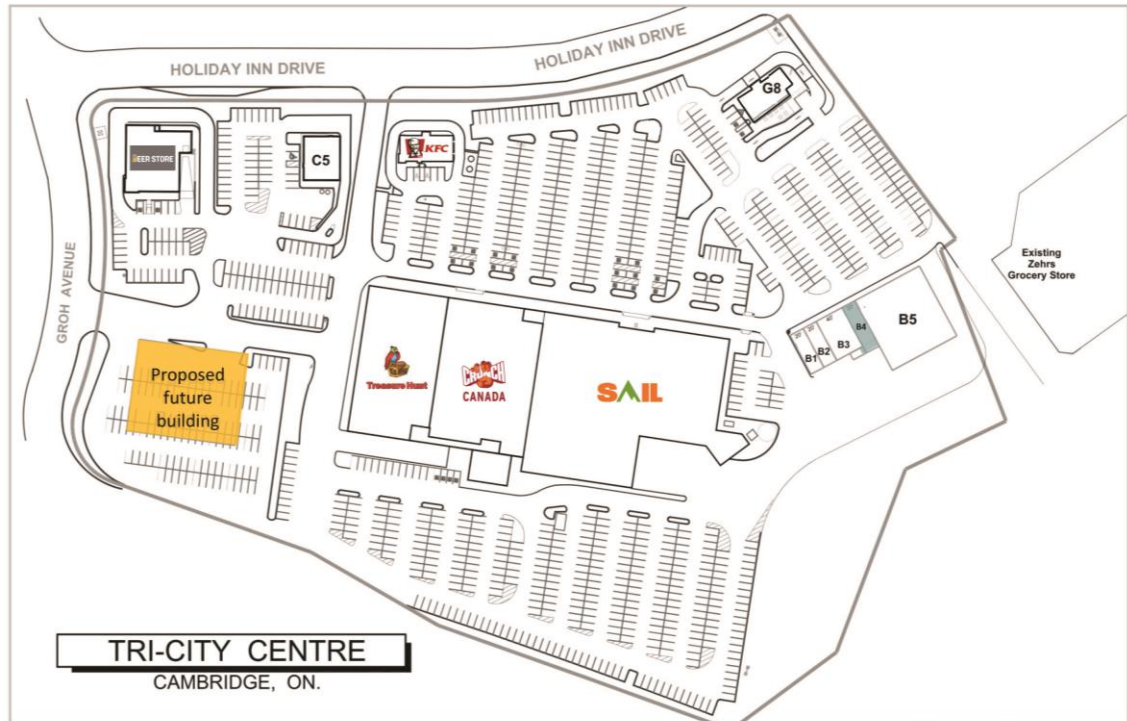 HOLIDAY INN DRIVE
HOLIDAY INN DRIVE
G8
BEER STORE
C5
KFC
GROH AVENUE
Existing
Zehrs
Grocery Store
B1
B2
B3
B4
B5
Proposed
future
building
Treasure Hunt
CRUNCH
CANADA
SAIL
TRI-CITY CENTRE
CAMBRIDGE, ON.